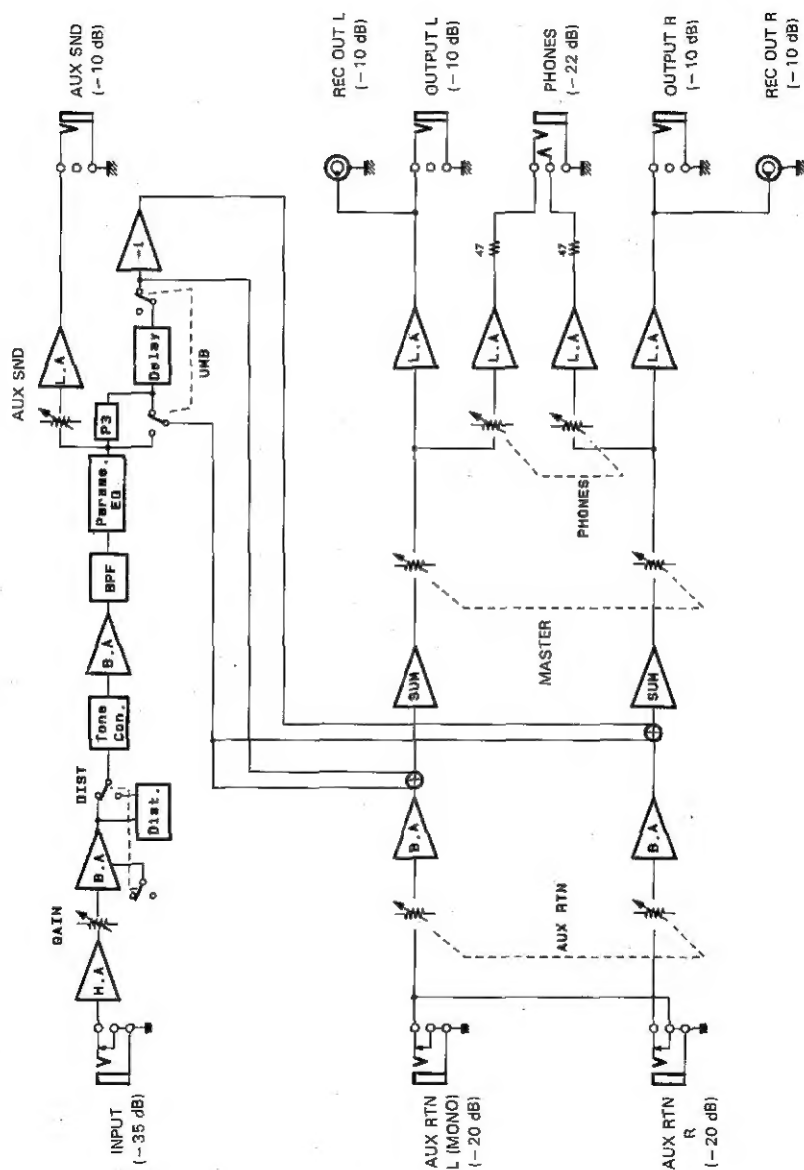 AUX SND
(−10 dB)
REC OUT L
(−10 dB)
OUTPUT L
(−10 dB)
PHONES
(−22 dB)
OUTPUT R
(−10 dB)
REC OUT R
(−10 dB)
AUX SND
L.A
P3
Delay
UMB
-1
Parame.
EQ
BPF
B.A
Tone
Con.
DIST
Dist.
B.A
GAIN
H.A
INPUT
(−35 dB)
47
47
L.A
L.A
L.A
L.A
PHONES
MASTER
SUM
SUM
B.A
B.A
AUX RTN
AUX RTN
L (MONO)
(−20 dB)
AUX RTN
R
(−20 dB)